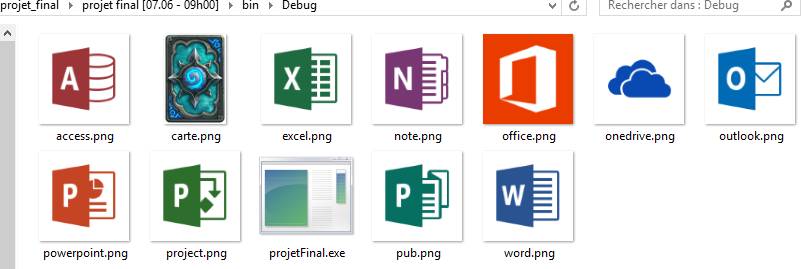 projet_final > projet final [07.06 - 09h00] > bin > Debug
Rechercher dans : Debug
A
X
N
O
P
P
P
W
access.png
carte.png
excel.png
note.png
office.png
onedrive.png
outlook.png
powerpoint.png
project.png
projetFinal.exe
pub.png
word.png